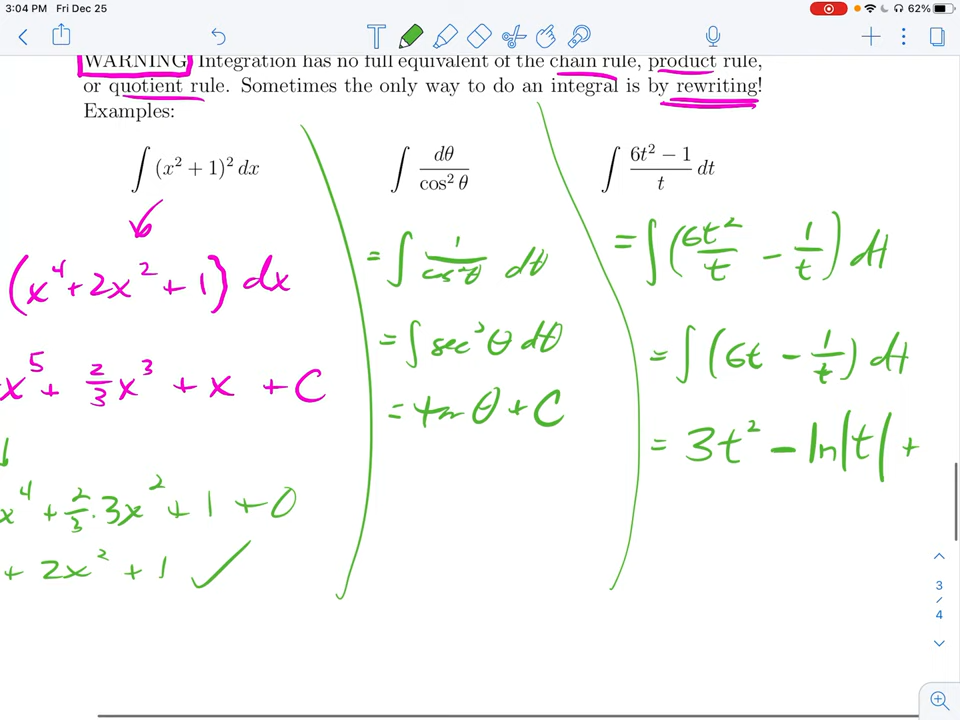 3:04 PM Fri Dec 25
62%
WARNING Integration has no full equivalent of the chain rule, product rule,
or quotient rule. Sometimes the only way to do an integral is by rewriting!
Examples:
∫ (x² + 1)² dx
(x⁴ + 2x² + 1) dx
x⁵ + 2/3 x³ + x + C
x⁴ + 2/3 · 3x² + 1 + 0
+ 2x² + 1 ✓
∫ dθ / cos² θ
= ∫ 1/cos²θ dθ
= ∫ sec² θ dθ
= tan θ + C
∫ (6t² − 1) / t dt
= ∫ (6t²/t − 1/t) dt
= ∫ (6t − 1/t) dt
= 3t² − ln|t| +
3
/
4